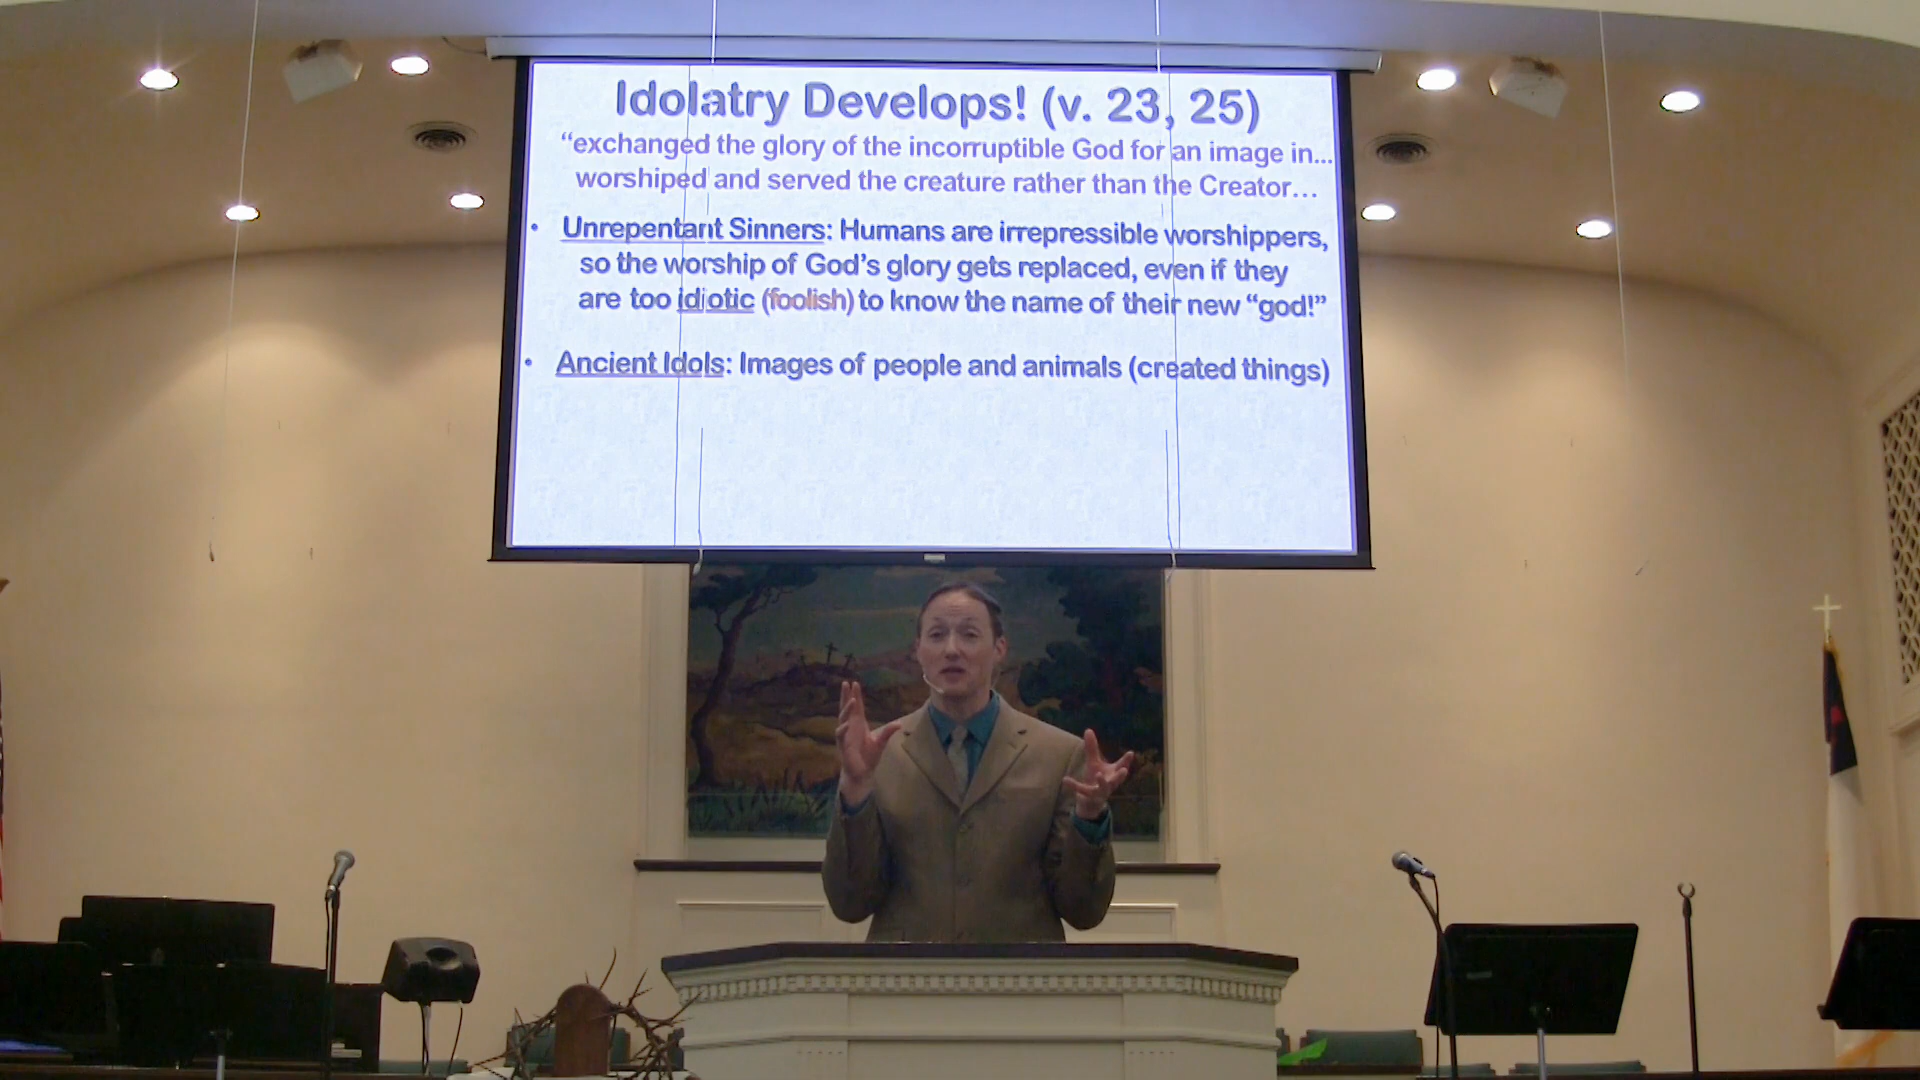 Idolatry Develops! (v. 23, 25)
“exchanged the glory of the incorruptible God for an image in...
worshiped and served the creature rather than the Creator…
• Unrepentant Sinners: Humans are irrepressible worshippers,
so the worship of God’s glory gets replaced, even if they
are too idiotic (foolish) to know the name of their new “god!”
• Ancient Idols: Images of people and animals (created things)